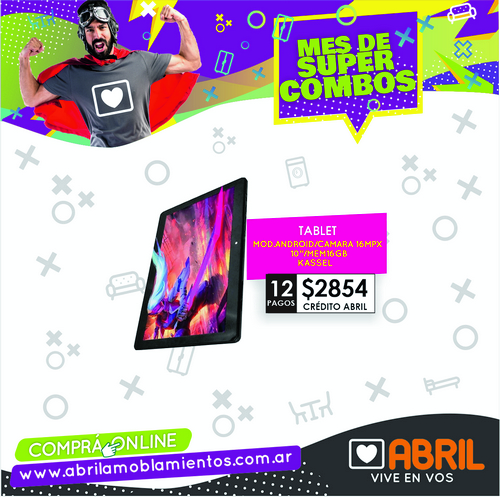 MES DE
SUPER
COMBOS
TABLET
MOD.ANDROID/CAMARA 16MPX
10"/MEM16GB
KASSEL
12
PAGOS
$2854
CRÉDITO ABRIL
COMPRÁ ONLINE
www.abrilamoblamientos.com.ar
ABRIL
VIVE EN VOS